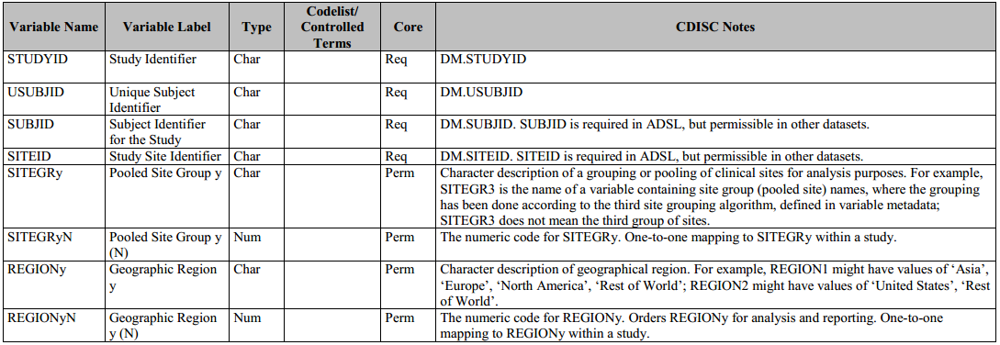 Variable Name Variable Label Type Codelist/ Controlled Terms Core CDISC Notes
STUDYID Study Identifier Char Req DM.STUDYID
USUBJID Unique Subject Identifier Char Req DM.USUBJID
SUBJID Subject Identifier for the Study Char Req DM.SUBJID. SUBJID is required in ADSL, but permissible in other datasets.
SITEID Study Site Identifier Char Req DM.SITEID. SITEID is required in ADSL, but permissible in other datasets.
SITEGRy Pooled Site Group y Char Perm Character description of a grouping or pooling of clinical sites for analysis purposes. For example,
SITEGR3 is the name of a variable containing site group (pooled site) names, where the grouping
has been done according to the third site grouping algorithm, defined in variable metadata;
SITEGR3 does not mean the third group of sites.
SITEGRyN Pooled Site Group y (N) Num Perm The numeric code for SITEGRy. One-to-one mapping to SITEGRy within a study.
REGIONy Geographic Region y Char Perm Character description of geographical region. For example, REGION1 might have values of ‘Asia’,
‘Europe’, ‘North America’, ‘Rest of World’; REGION2 might have values of ‘United States’, ‘Rest
of World’.
REGIONyN Geographic Region y (N) Num Perm The numeric code for REGIONy. Orders REGIONy for analysis and reporting. One-to-one
mapping to REGIONy within a study.